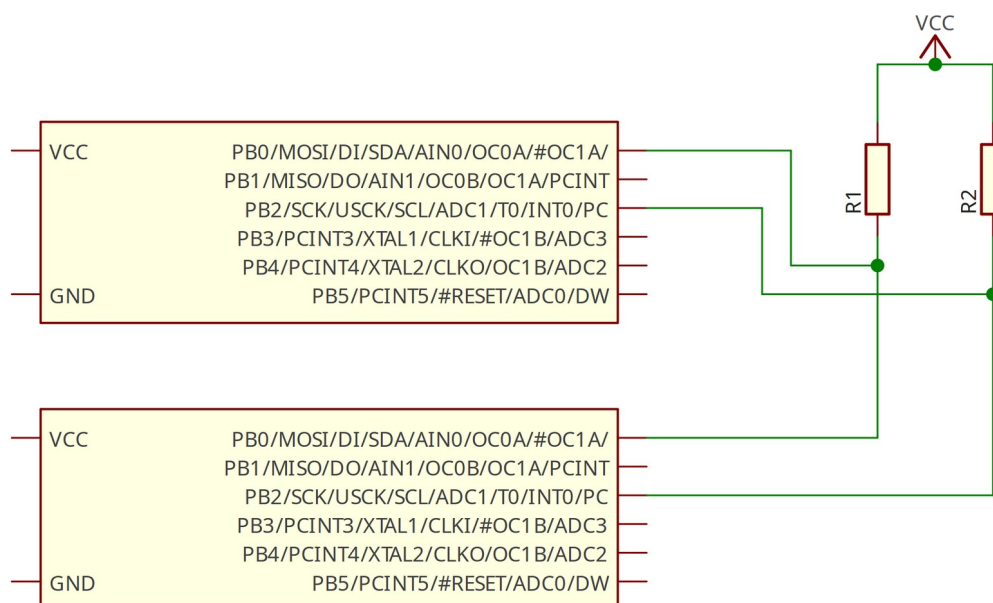 VCC
VCC
PB0/MOSI/DI/SDA/AIN0/OC0A/#OC1A/
PB1/MISO/DO/AIN1/OC0B/OC1A/PCINT
PB2/SCK/USCK/SCL/ADC1/T0/INT0/PC
PB3/PCINT3/XTAL1/CLKI/#OC1B/ADC3
PB4/PCINT4/XTAL2/CLKO/OC1B/ADC2
GND
PB5/PCINT5/#RESET/ADC0/DW
R1
R2
VCC
PB0/MOSI/DI/SDA/AIN0/OC0A/#OC1A/
PB1/MISO/DO/AIN1/OC0B/OC1A/PCINT
PB2/SCK/USCK/SCL/ADC1/T0/INT0/PC
PB3/PCINT3/XTAL1/CLKI/#OC1B/ADC3
PB4/PCINT4/XTAL2/CLKO/OC1B/ADC2
GND
PB5/PCINT5/#RESET/ADC0/DW